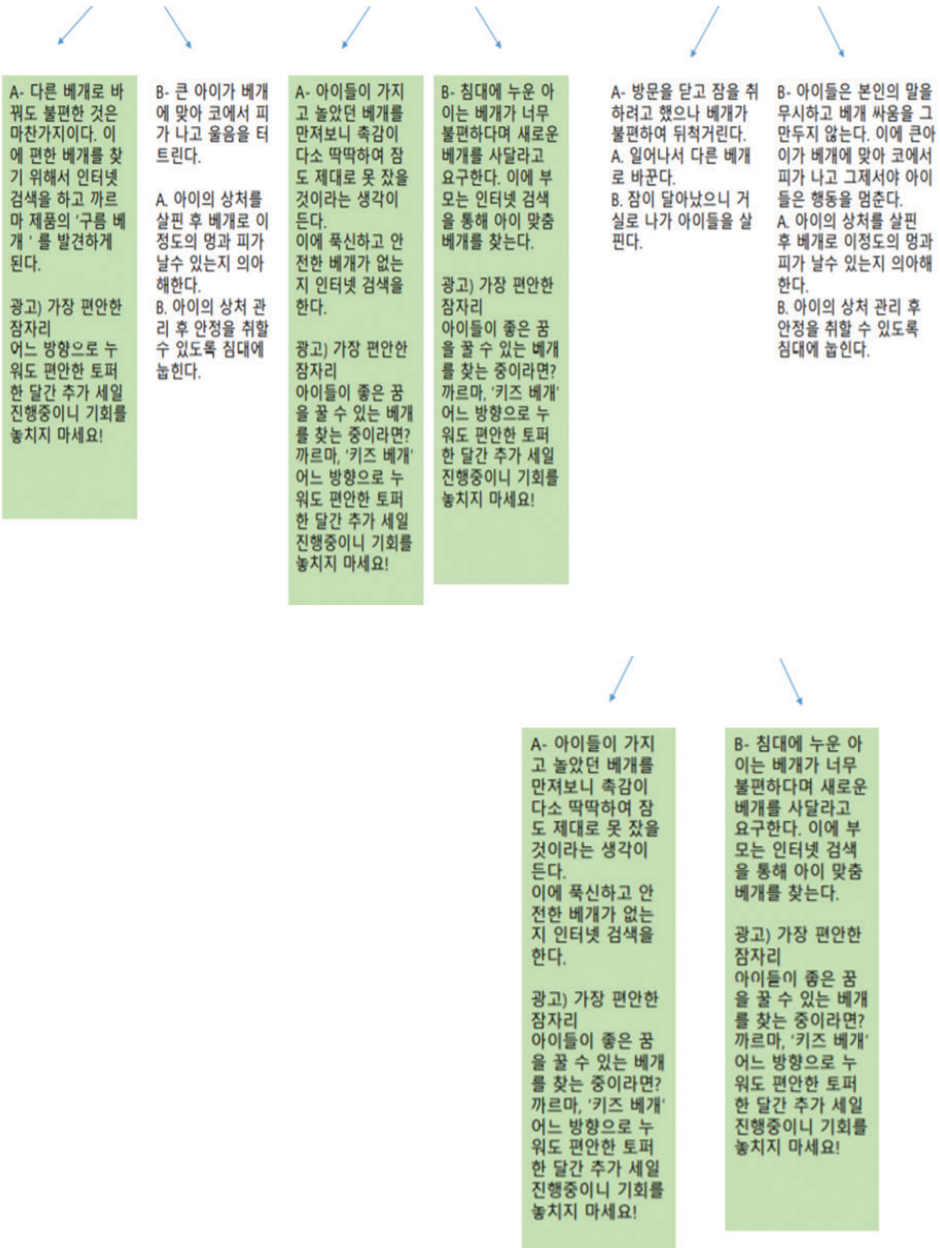 A- 다른 베개로 바
꿔도 불편한 것은
마찬가지이다. 이
에 편한 베개를 찾
기 위해서 인터넷
검색을 하고 까르
마 제품의 '구름 베
개 ' 를 발견하게
된다.
광고) 가장 편안한
잠자리
어느 방향으로 누
워도 편안한 토퍼
한 달간 추가 세일
진행중이니 기회를
놓치지 마세요!
B- 큰 아이가 베개
에 맞아 코에서 피
가 나고 울음을 터
트린다.
A. 아이의 상처를
살핀 후 베개로 이
정도의 멍과 피가
날수 있는지 의아
해한다.
B. 아이의 상처 관
리 후 안정을 취할
수 있도록 침대에
눕힌다.
A- 아이들이 가지
고 놀았던 베개를
만져보니 촉감이
다소 딱딱하여 잠
도 제대로 못 잤을
것이라는 생각이
든다.
이에 푹신하고 안
전한 베개가 없는
지 인터넷 검색을
한다.
광고) 가장 편안한
잠자리
아이들이 좋은 꿈
을 꿀 수 있는 베개
를 찾는 중이라면?
까르마, '키즈 베개'
어느 방향으로 누
워도 편안한 토퍼
한 달간 추가 세일
진행중이니 기회를
놓치지 마세요!
B- 침대에 누운 아
이는 베개가 너무
불편하다며 새로운
베개를 사달라고
요구한다. 이에 부
모는 인터넷 검색
을 통해 아이 맞춤
베개를 찾는다.
광고) 가장 편안한
잠자리
아이들이 좋은 꿈
을 꿀 수 있는 베개
를 찾는 중이라면?
까르마, '키즈 베개'
어느 방향으로 누
워도 편안한 토퍼
한 달간 추가 세일
진행중이니 기회를
놓치지 마세요!
A- 방문을 닫고 잠을 취
하려고 했으나 베개가
불편하여 뒤척거린다.
A. 일어나서 다른 베개
로 바꾼다.
B. 잠이 달아났으니 거
실로 나가 아이들을 살
핀다.
B- 아이들은 본인의 말을
무시하고 베개 싸움을 그
만두지 않는다. 이에 큰아
이가 베개에 맞아 코에서
피가 나고 그제서야 아이
들은 행동을 멈춘다.
A. 아이의 상처를 살핀
후 베개로 이정도의 멍과
피가 날수 있는지 의아해
한다.
B. 아이의 상처 관리 후
안정을 취할 수 있도록
침대에 눕힌다.
A- 아이들이 가지
고 놀았던 베개를
만져보니 촉감이
다소 딱딱하여 잠
도 제대로 못 잤을
것이라는 생각이
든다.
이에 푹신하고 안
전한 베개가 없는
지 인터넷 검색을
한다.
광고) 가장 편안한
잠자리
아이들이 좋은 꿈
을 꿀 수 있는 베개
를 찾는 중이라면?
까르마, '키즈 베개'
어느 방향으로 누
워도 편안한 토퍼
한 달간 추가 세일
진행중이니 기회를
놓치지 마세요!
B- 침대에 누운 아
이는 베개가 너무
불편하다며 새로운
베개를 사달라고
요구한다. 이에 부
모는 인터넷 검색
을 통해 아이 맞춤
베개를 찾는다.
광고) 가장 편안한
잠자리
아이들이 좋은 꿈
을 꿀 수 있는 베개
를 찾는 중이라면?
까르마, '키즈 베개'
어느 방향으로 누
워도 편안한 토퍼
한 달간 추가 세일
진행중이니 기회를
놓치지 마세요!